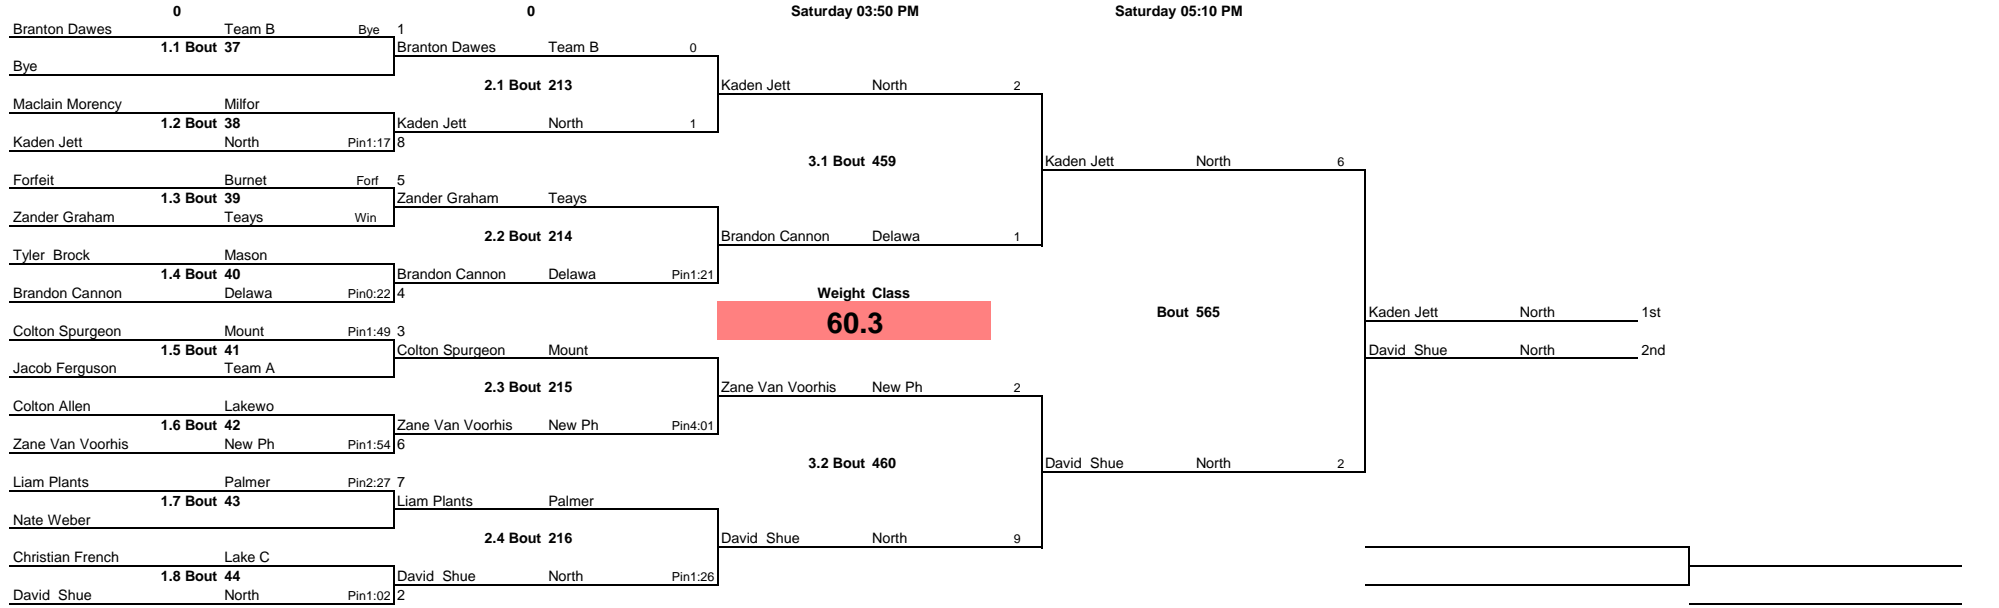 0 0 Saturday 03:50 PM Saturday 05:10 PM
Branton Dawes Team B Bye 1
1.1 Bout 37 Branton Dawes Team B 0
Bye
2.1 Bout 213 Kaden Jett North 2
Maclain Morency Milfor
1.2 Bout 38 Kaden Jett North 1
Kaden Jett North Pin1:17 8
3.1 Bout 459 Kaden Jett North 6
Forfeit Burnet Forf 5
1.3 Bout 39 Zander Graham Teays
Zander Graham Teays Win
2.2 Bout 214 Brandon Cannon Delawa 1
Tyler Brock Mason
1.4 Bout 40 Brandon Cannon Delawa Pin1:21
Brandon Cannon Delawa Pin0:22 4 Weight Class
60.3 Bout 565 Kaden Jett North 1st
Colton Spurgeon Mount Pin1:49 3
1.5 Bout 41 Colton Spurgeon Mount David Shue North 2nd
Jacob Ferguson Team A
2.3 Bout 215 Zane Van Voorhis New Ph 2
Colton Allen Lakewo
1.6 Bout 42 Zane Van Voorhis New Ph Pin4:01
Zane Van Voorhis New Ph Pin1:54 6
3.2 Bout 460 David Shue North 2
Liam Plants Palmer Pin2:27 7
1.7 Bout 43 Liam Plants Palmer
Nate Weber
2.4 Bout 216 David Shue North 9
Christian French Lake C
1.8 Bout 44 David Shue North Pin1:26
David Shue North Pin1:02 2